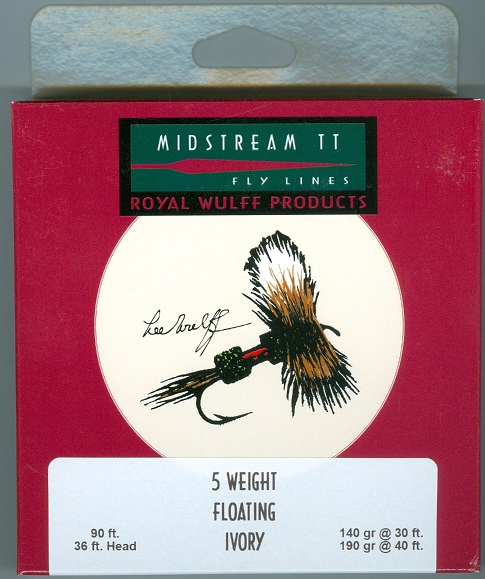 MIDSTREAM TT
FLY LINES
ROYAL WULFF PRODUCTS
Lee Wulff
5 WEIGHT
FLOATING
IVORY
90 ft.
36 ft. Head
140 gr @ 30 ft.
190 gr @ 40 ft.